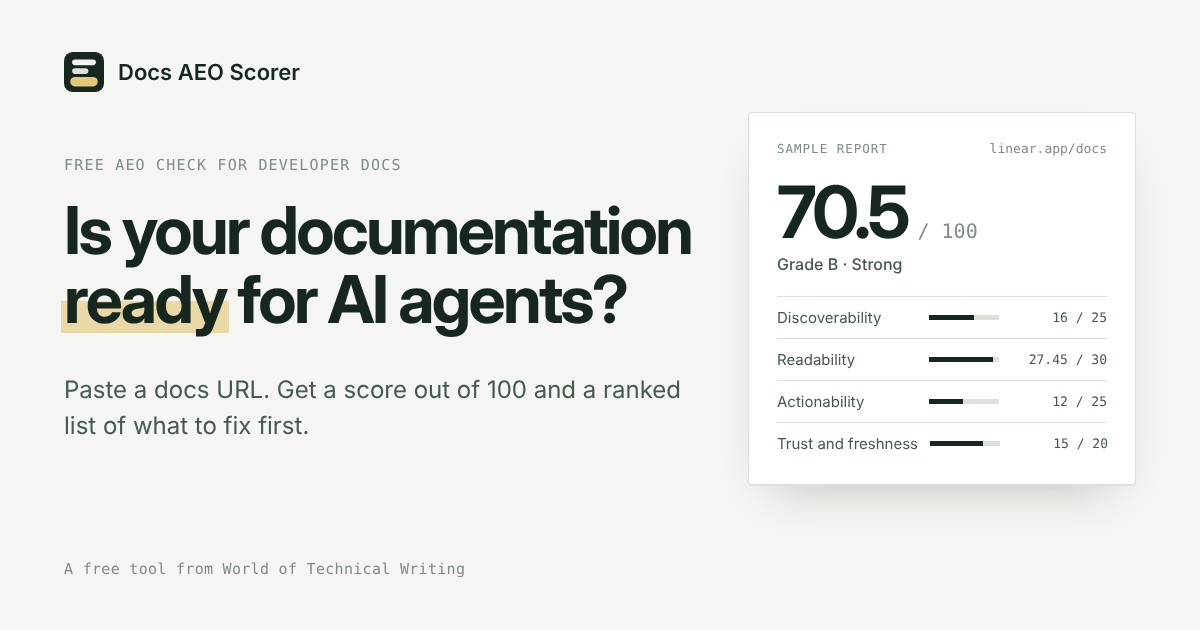 Docs AEO Scorer
FREE AEO CHECK FOR DEVELOPER DOCS
Is your documentation
ready for AI agents?
Paste a docs URL. Get a score out of 100 and a ranked
list of what to fix first.
A free tool from World of Technical Writing
SAMPLE REPORT linear.app/docs
70.5 / 100
Grade B · Strong
Discoverability 16 / 25
Readability 27.45 / 30
Actionability 12 / 25
Trust and freshness 15 / 20